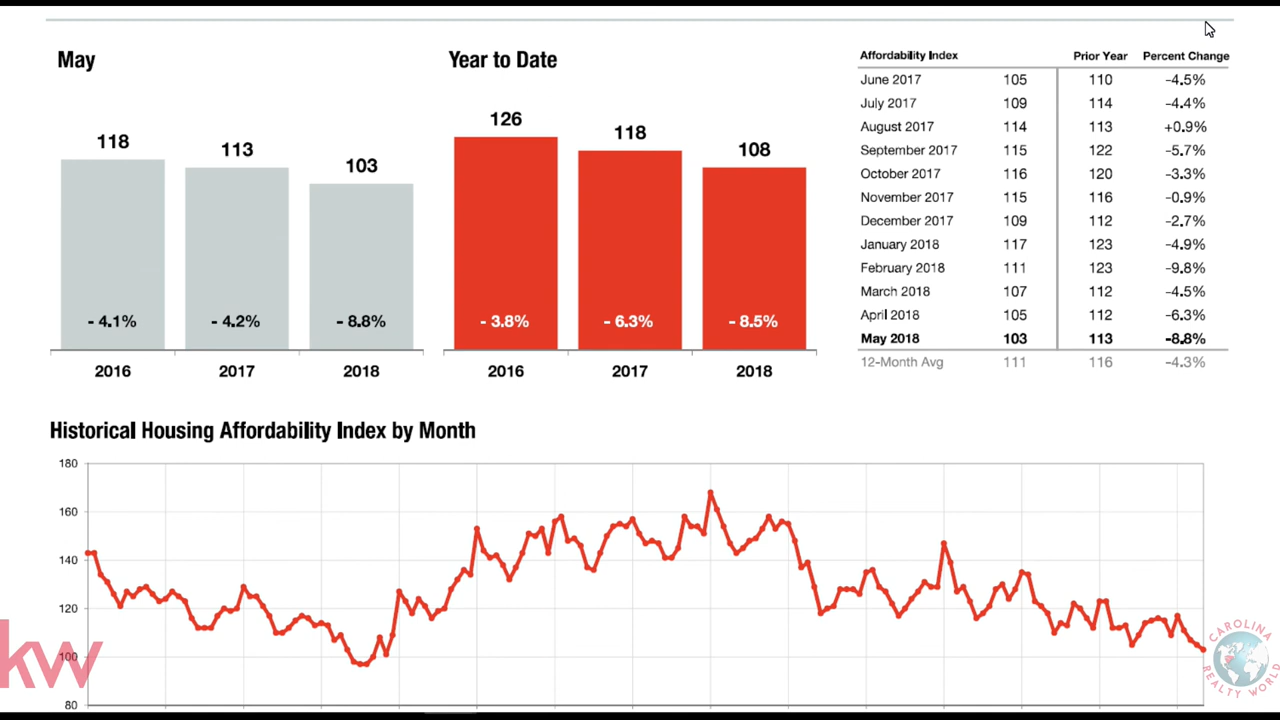 May
118
113
103
- 4.1%
- 4.2%
- 8.8%
2016
2017
2018
Year to Date
126
118
108
- 3.8%
- 6.3%
- 8.5%
2016
2017
2018
Affordability Index Prior Year Percent Change
June 2017 105 110 -4.5%
July 2017 109 114 -4.4%
August 2017 114 113 +0.9%
September 2017 115 122 -5.7%
October 2017 116 120 -3.3%
November 2017 115 116 -0.9%
December 2017 109 112 -2.7%
January 2018 117 123 -4.9%
February 2018 111 123 -9.8%
March 2018 107 112 -4.5%
April 2018 105 112 -6.3%
May 2018 103 113 -8.8%
12-Month Avg 111 116 -4.3%
Historical Housing Affordability Index by Month
180
160
140
120
100
80
kw
CAROLINA
REALTY WORLD